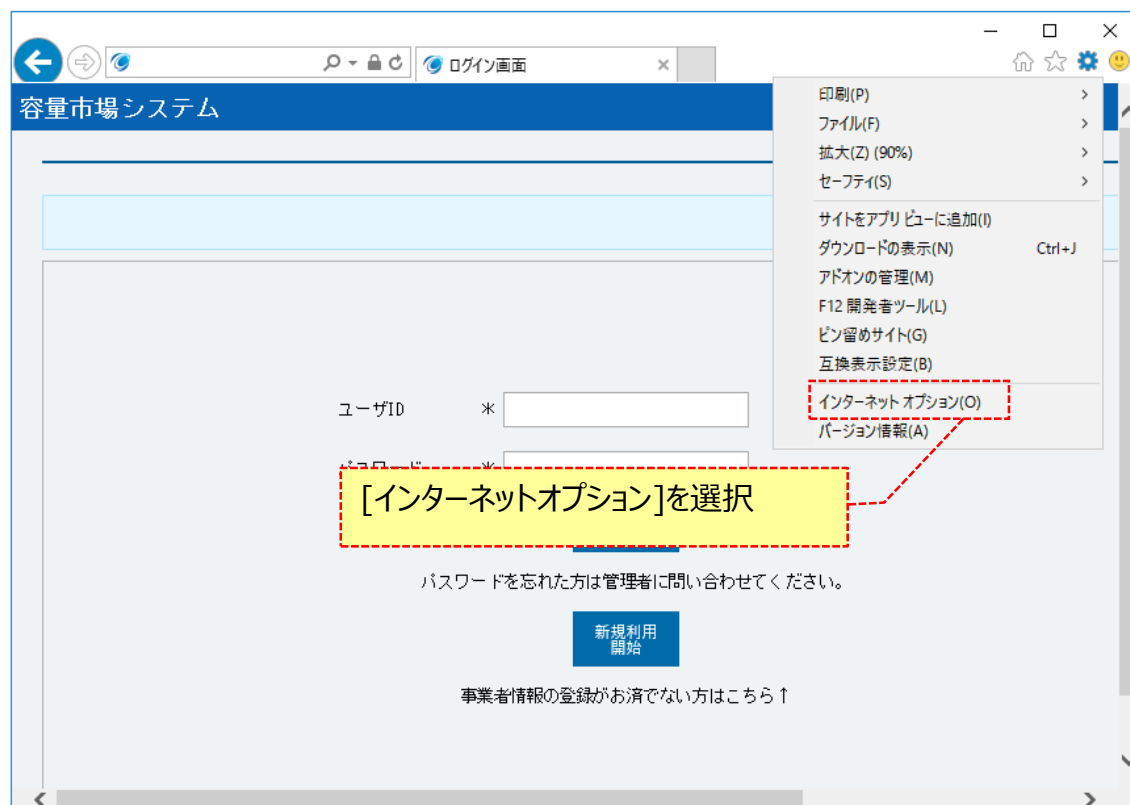 ログイン画面
容量市場システム
印刷(P)
ファイル(F)
拡大(Z) (90%)
セーフティ(S)
サイトをアプリ ビューに追加(I)
ダウンロードの表示(N) Ctrl+J
アドオンの管理(M)
F12 開発者ツール(L)
ピン留めサイト(G)
互換表示設定(B)
インターネット オプション(O)
バージョン情報(A)
ユーザID *
[インターネットオプション]を選択
パスワードを忘れた方は管理者に問い合わせてください。
新規利用
開始
事業者情報の登録がお済でない方はこちら↑